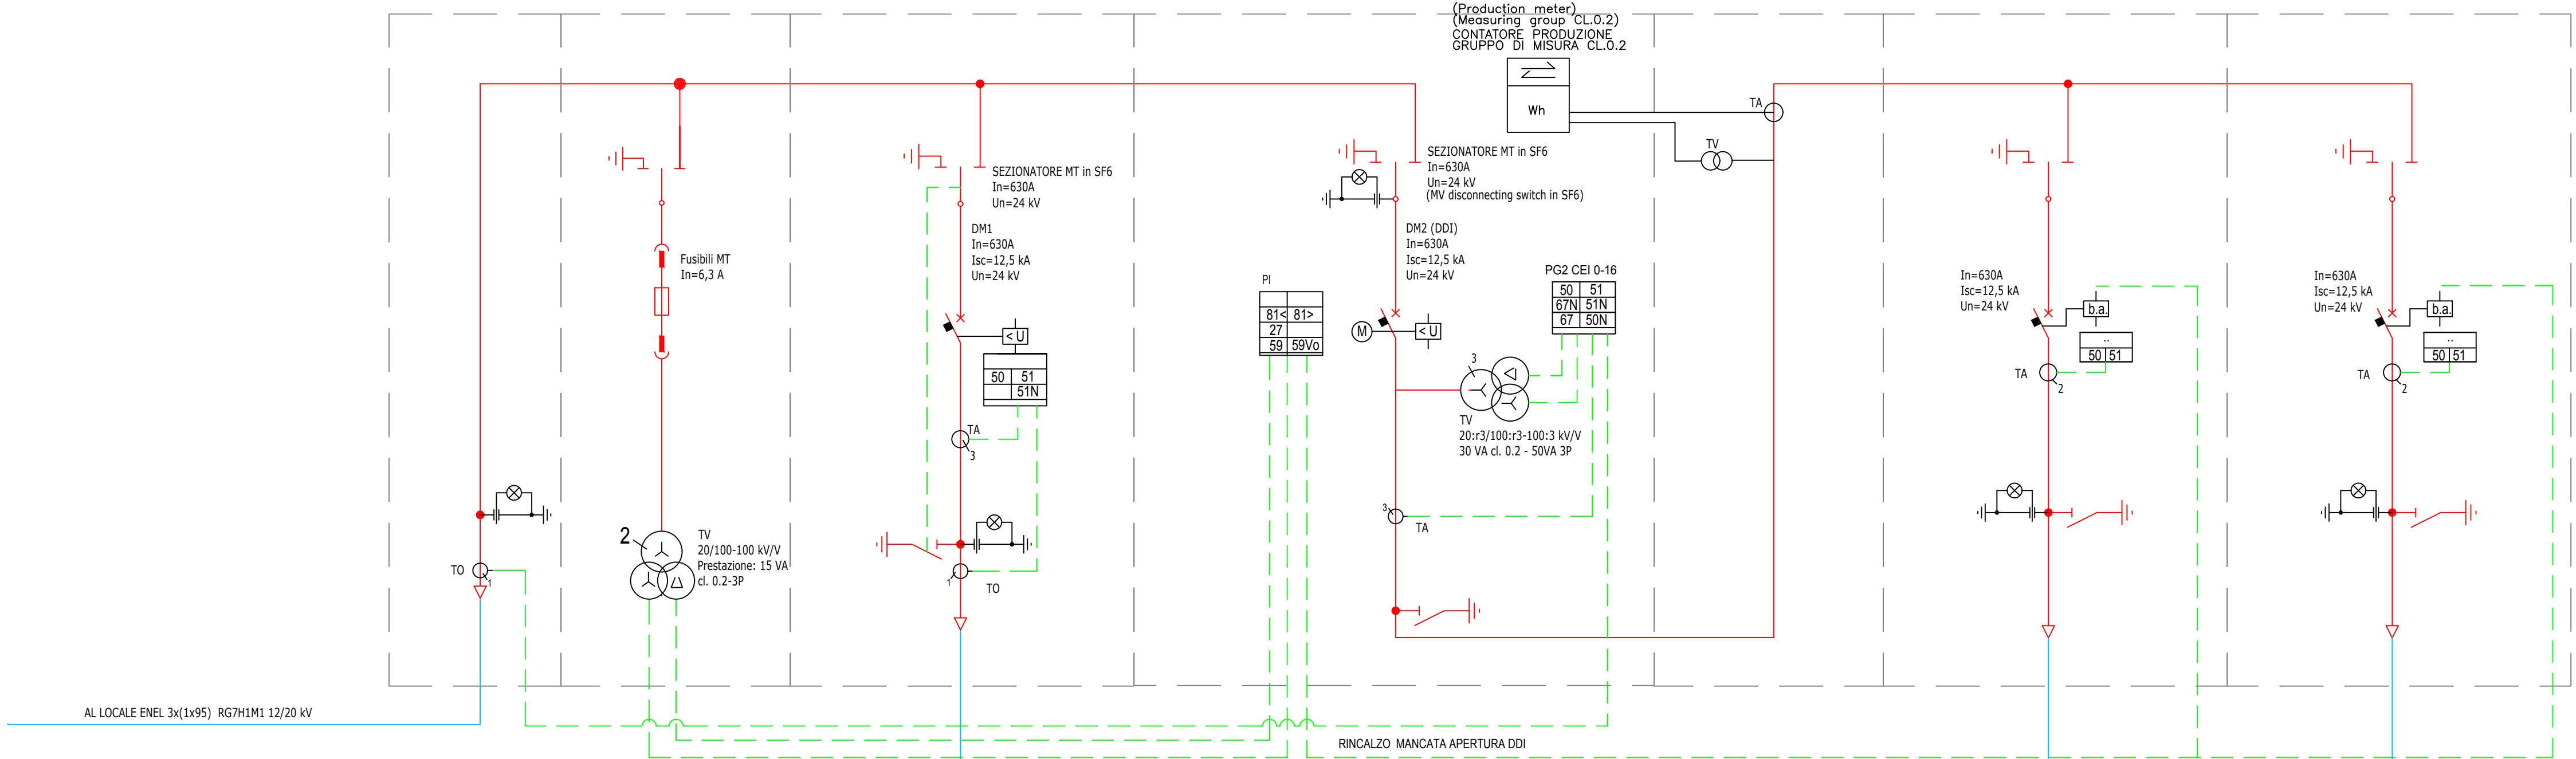 (Production meter)
(Measuring group CL.0.2)
CONTATORE PRODUZIONE
GRUPPO DI MISURA CL.0.2
Wh
TA
TV
SEZIONATORE MT in SF6
In=630A
Un=24 kV
SEZIONATORE MT in SF6
In=630A
Un=24 kV
(MV disconnecting switch in SF6)
Fusibili MT
In=6,3 A
DM1
In=630A
Isc=12,5 kA
Un=24 kV
< U
50 51
51N
TA
3
TO
1
PI
81< 81>
27
59 59Vo
DM2 (DDI)
In=630A
Isc=12,5 kA
Un=24 kV
M
< U
PG2 CEI 0-16
50 51
67N 51N
67 50N
3
TV
20:r3/100:r3-100:3 kV/V
30 VA cl. 0.2 - 50VA 3P
3
TA
In=630A
Isc=12,5 kA
Un=24 kV
b.a.
..
50 51
TA
2
In=630A
Isc=12,5 kA
Un=24 kV
b.a.
..
50 51
TA
2
TO
1
2
TV
20/100-100 kV/V
Prestazione: 15 VA
cl. 0.2-3P
AL LOCALE ENEL 3x(1x95) RG7H1M1 12/20 kV
RINCALZO MANCATA APERTURA DDI